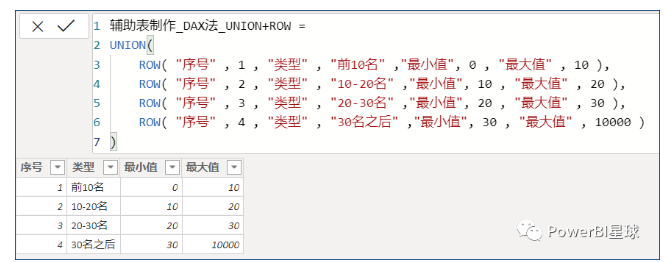 1 辅助表制作_DAX法_UNION+ROW =
2 UNION(
3 ROW( "序号" , 1 , "类型" , "前10名" ,"最小值", 0 , "最大值" , 10 ),
4 ROW( "序号" , 2 , "类型" , "10-20名" ,"最小值", 10 , "最大值" , 20 ),
5 ROW( "序号" , 3 , "类型" , "20-30名" ,"最小值", 20 , "最大值" , 30 ),
6 ROW( "序号" , 4 , "类型" , "30名之后" ,"最小值", 30 , "最大值" , 10000 )
7 )
序号 类型 最小值 最大值
1 前10名 0 10
2 10-20名 10 20
3 20-30名 20 30
4 30名之后 30 10000
PowerBI星球